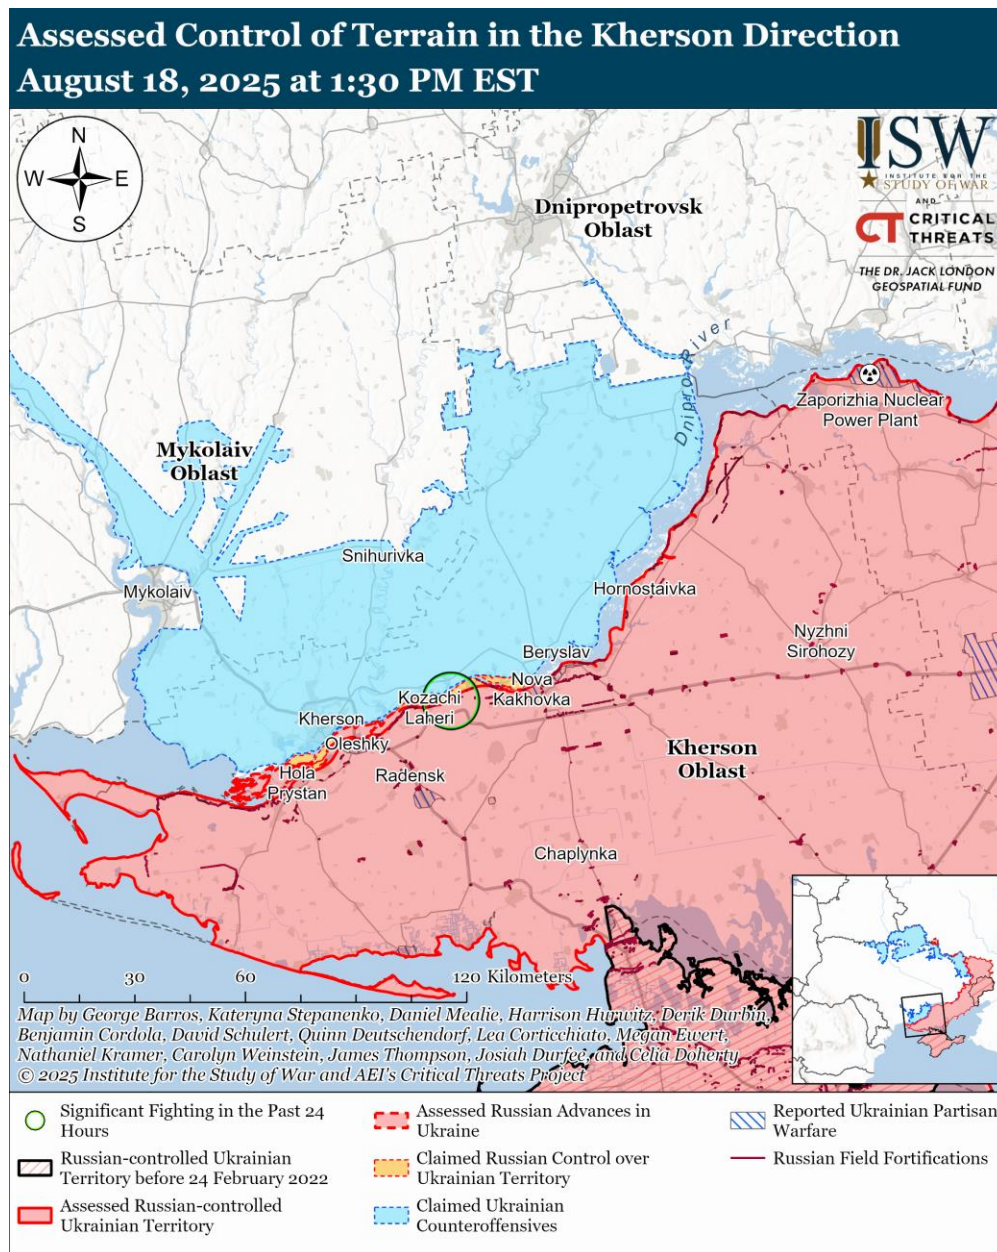 Assessed Control of Terrain in the Kherson Direction
August 18, 2025 at 1:30 PM EST
N
W E
S
ISW
INSTITUTE FOR THE
STUDY OF WAR
AND
CT CRITICAL
THREATS
THE DR. JACK LONDON
GEOSPATIAL FUND
Dnipropetrovsk
Oblast
Dnipro River
Zaporizhia Nuclear
Power Plant
Mykolaiv
Oblast
Snihurivka
Mykolaiv
Hornostaivka
Nyzhni
Sirohozy
Beryslav
Nova
Kakhovka
Kozachi
Laheri
Kherson
Oleshky
Kherson
Oblast
Hola
Prystan
Radensk
Chaplynka
0 30 60 120 Kilometers
Map by George Barros, Kateryna Stepanenko, Daniel Mealie, Harrison Hurwitz, Derik Durbin,
Benjamin Cordola, David Schulert, Quinn Deutschendorf, Lea Corticchiato, Megan Ewert,
Nathaniel Kramer, Carolyn Weinstein, James Thompson, Josiah Durfee, and Celia Doherty
© 2025 Institute for the Study of War and AEI's Critical Threats Project
Significant Fighting in the Past 24
Hours
Russian-controlled Ukrainian
Territory before 24 February 2022
Assessed Russian-controlled
Ukrainian Territory
Assessed Russian Advances in
Ukraine
Claimed Russian Control over
Ukrainian Territory
Claimed Ukrainian
Counteroffensives
Reported Ukrainian Partisan
Warfare
Russian Field Fortifications